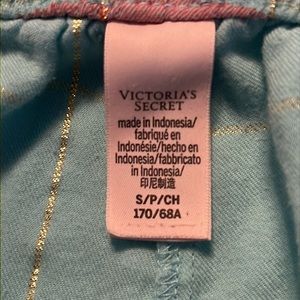 VICTORIA'S
SECRET
made in Indonesia/
fabriqué en
Indonésie/hecho en
Indonesia/fabbricato
in Indonesia/
印尼制造
S/P/CH
170/68A